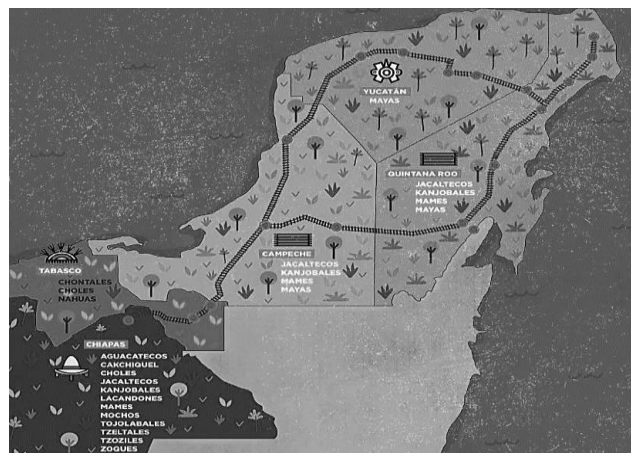 YUCATÁN
MAYAS
QUINTANA ROO
JACALTECOS
KANJOBALES
MAMES
MAYAS
CAMPECHE
JACALTECOS
KANJOBALES
MAMES
MAYAS
TABASCO
CHONTALES
CHOLES
NAHUAS
CHIAPAS
AGUACATECOS
CAKCHIQUEL
CHOLES
JACALTECOS
KANJOBALES
LACANDONES
MAMES
MOCHOS
TOJOLABALES
TZELTALES
TZOZILES
ZOQUES